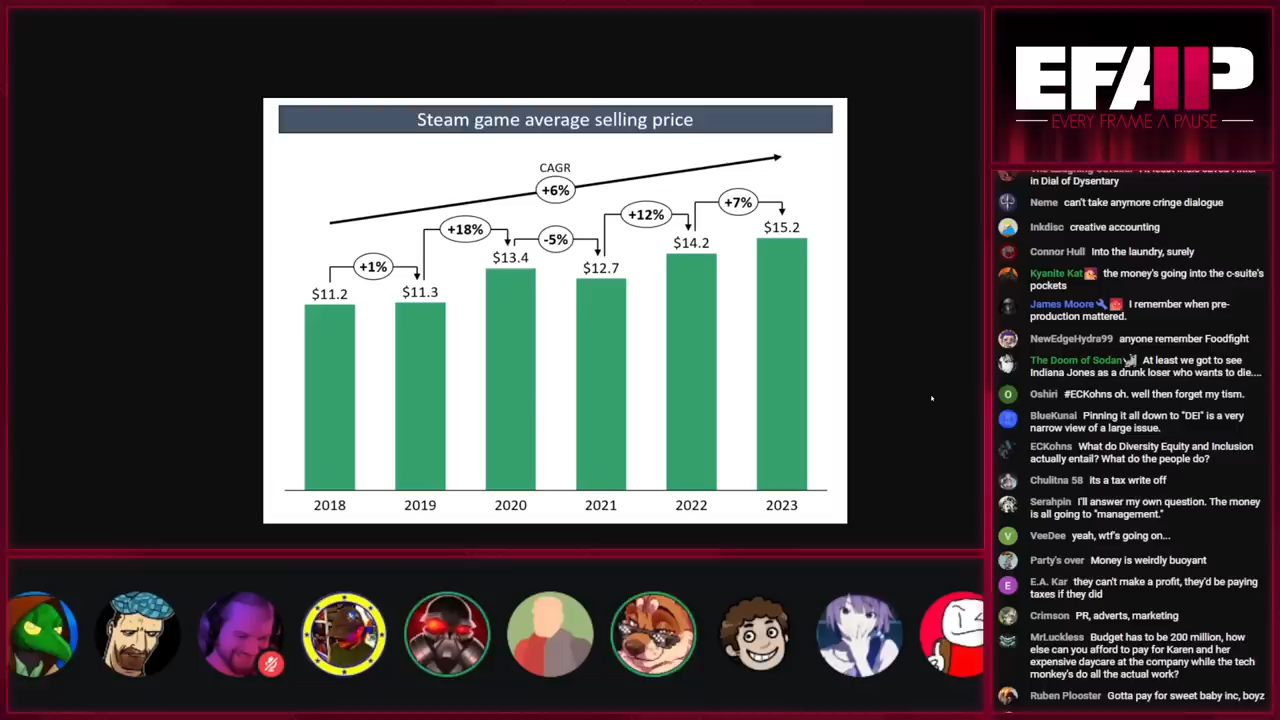 Steam game average selling price
CAGR
+6%
+1%
+18%
-5%
+12%
+7%
$11.2
$11.3
$13.4
$12.7
$14.2
$15.2
2018
2019
2020
2021
2022
2023
EFAP
EVERY FRAME A PAUSE
in Dial of Dysentary
Neme can't take anymore cringe dialogue
Inkdisc creative accounting
Connor Hull Into the laundry, surely
Kyanite Kat the money's going into the c-suite's
pockets
James Moore I remember when pre-
production mattered.
NewEdgeHydra99 anyone remember Foodfight
The Doom of Sodan At least we got to see
Indiana Jones as a drunk loser who wants to die....
O
Oshiri #ECKohns oh. well then forget my tism.
BlueKunai Pinning it all down to "DEI" is a very
narrow view of a large issue.
ECKohns What do Diversity Equity and Inclusion
actually entail? What do the people do?
Chulitna 58 its a tax write off
Serahpin I'll answer my own question. The money
is all going to "management."
V
VeeDee yeah, wtf's going on...
Party's over Money is weirdly buoyant
E
E.A. Kar they can't make a profit, they'd be paying
taxes if they did
Crimson PR, adverts, marketing
MrLuckless Budget has to be 200 million, how
else can you afford to pay for Karen and her
expensive daycare at the company while the tech
monkey's do all the actual work?
Ruben Plooster Gotta pay for sweet baby inc, boyz